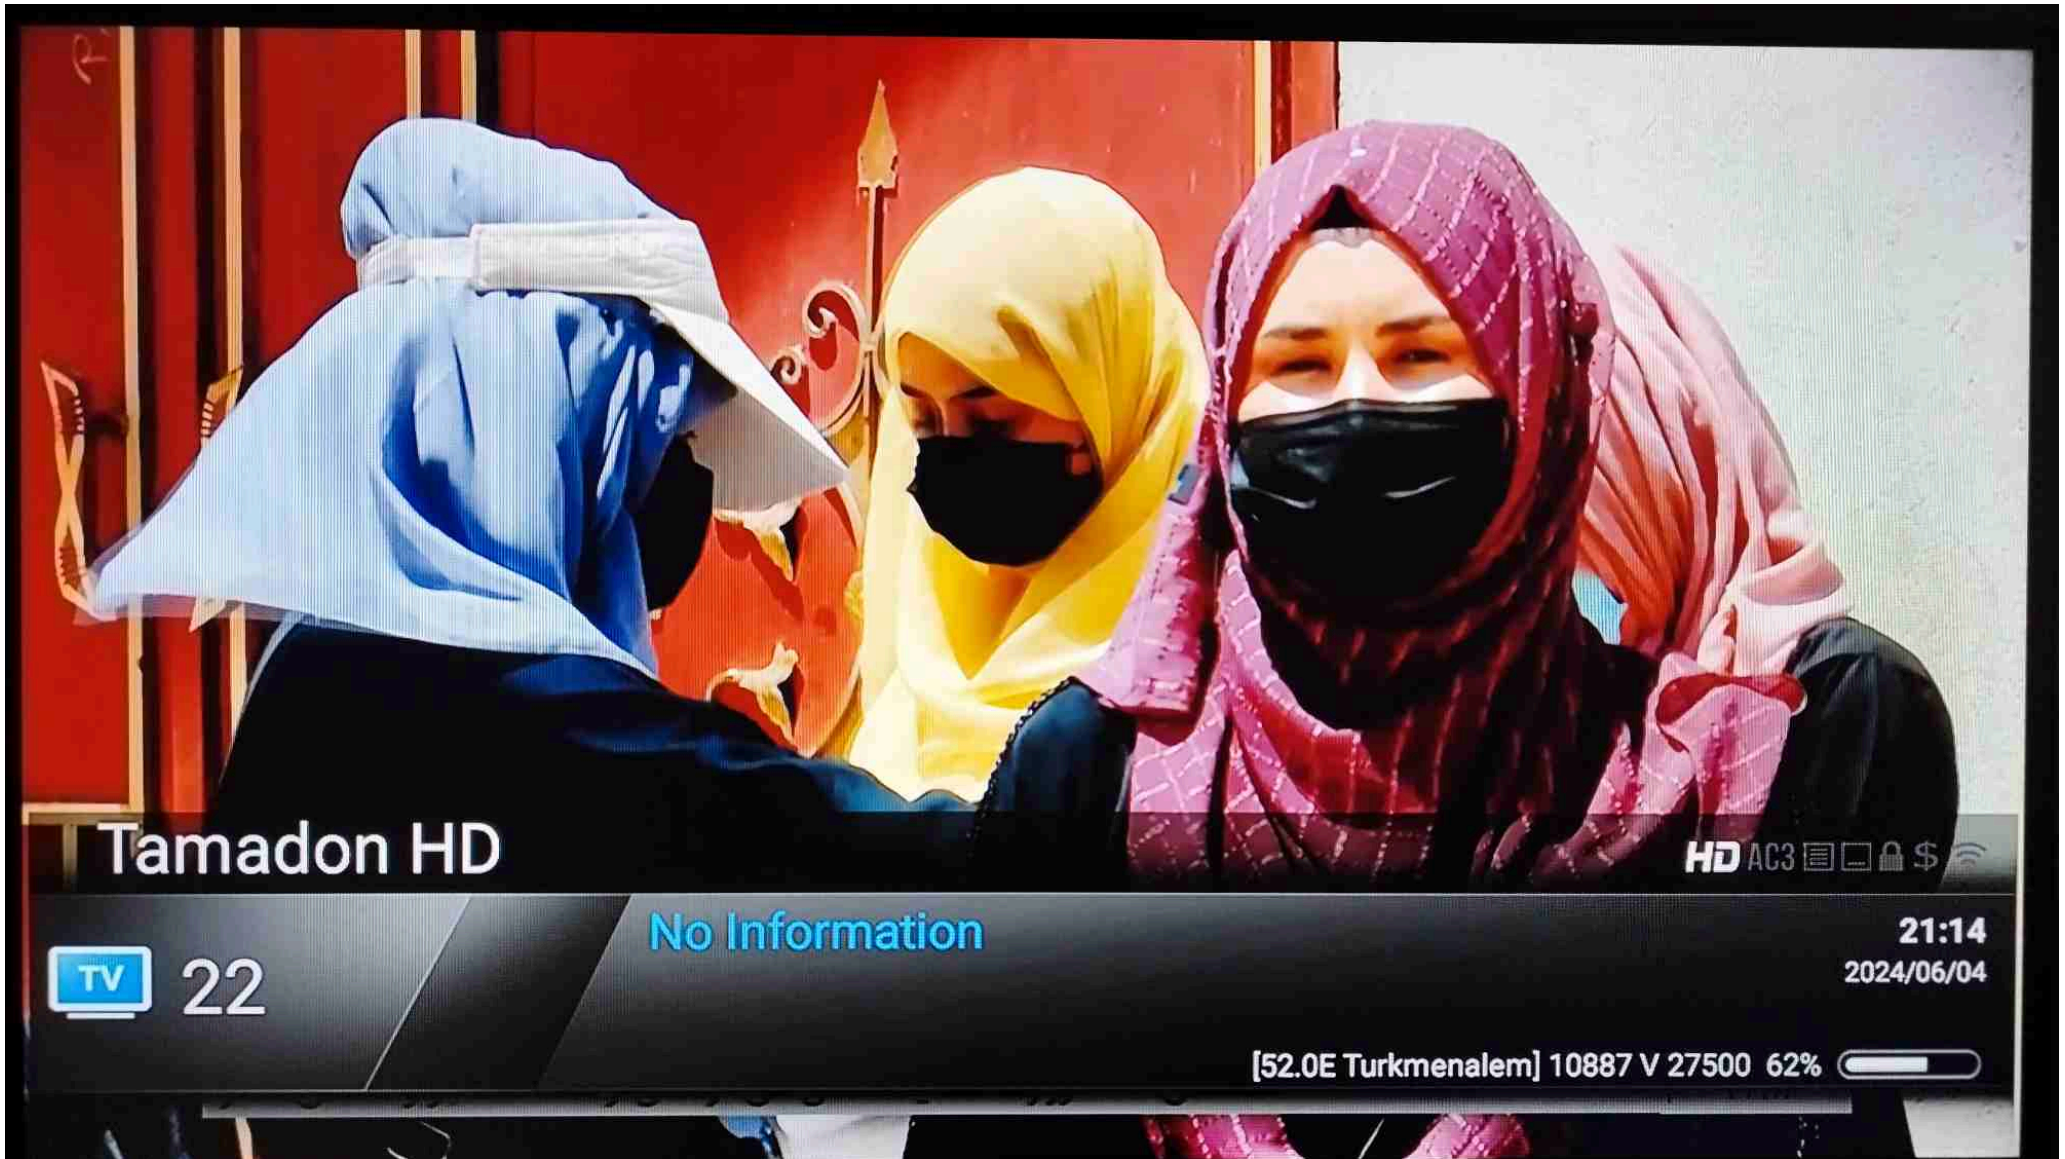 Tamadon HD
HD AC3 $
No Information
TV 22
21:14
2024/06/04
[52.0E Turkmenalem] 10887 V 27500 62%